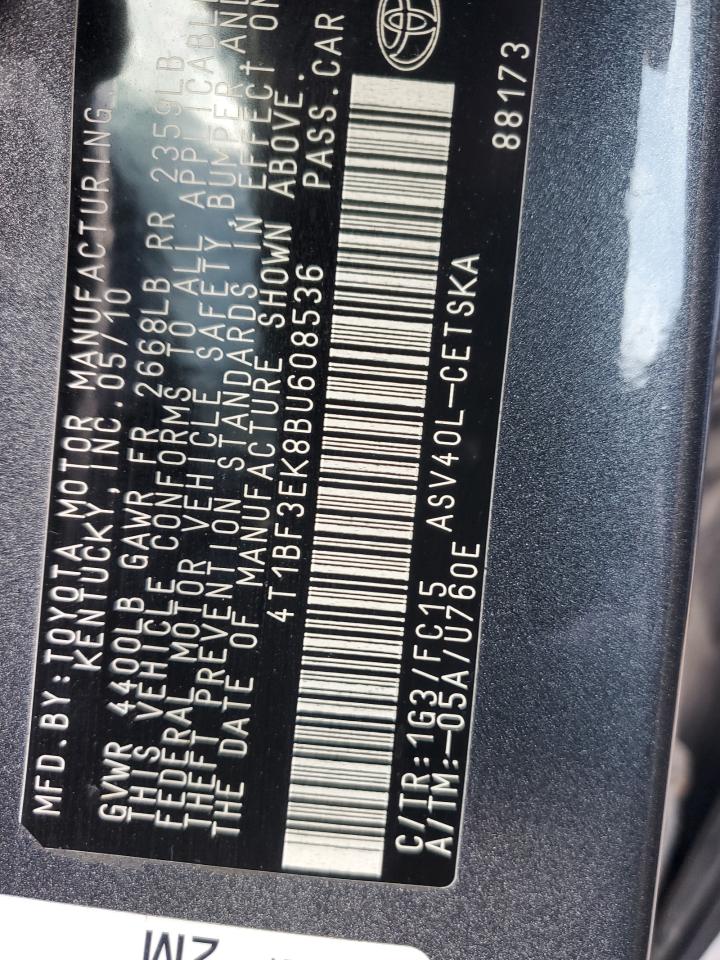 MFD.BY:TOYOTA MOTOR MANUFACTURING
KENTUCKY, INC. 05/10
GVWR 4400LB GAWR FR 2668LB RR 2359LB
THIS VEHICLE CONFORMS TO ALL APPLICABLE
FEDERAL MOTOR VEHICLE SAFETY, BUMPER AND
THEFT PREVENTION STANDARDS IN EFFECT ON
THE DATE OF MANUFACTURE SHOWN ABOVE.
4T1BF3EK8BU608536 PASS.CAR
C/TR:1G3/FC15 ASV40L-CETSKA
A/TM:-05A/U760E
88173
2M